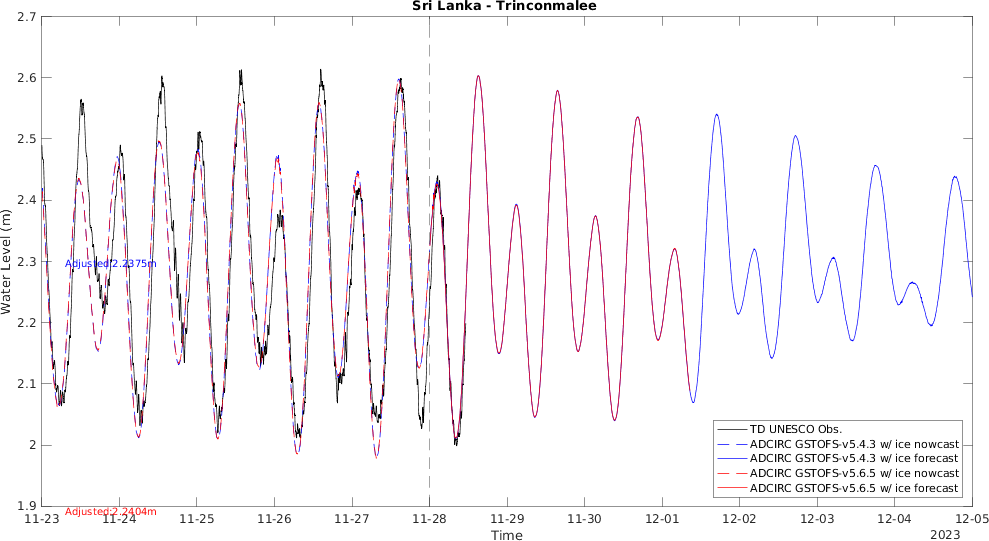 Sri Lanka - Trinconmalee
2.7
2.6
2.5
2.4
2.3
2.2
2.1
2
1.9
Water Level (m)
Adjusted:2.2375m
Adjusted:2.2404m
TD UNESCO Obs.
ADCIRC GSTOFS-v5.4.3 w/ ice nowcast
ADCIRC GSTOFS-v5.4.3 w/ ice forecast
ADCIRC GSTOFS-v5.6.5 w/ ice nowcast
ADCIRC GSTOFS-v5.6.5 w/ ice forecast
11-23 11-24 11-25 11-26 11-27 11-28 11-29 11-30 12-01 12-02 12-03 12-04 12-05
Time
2023